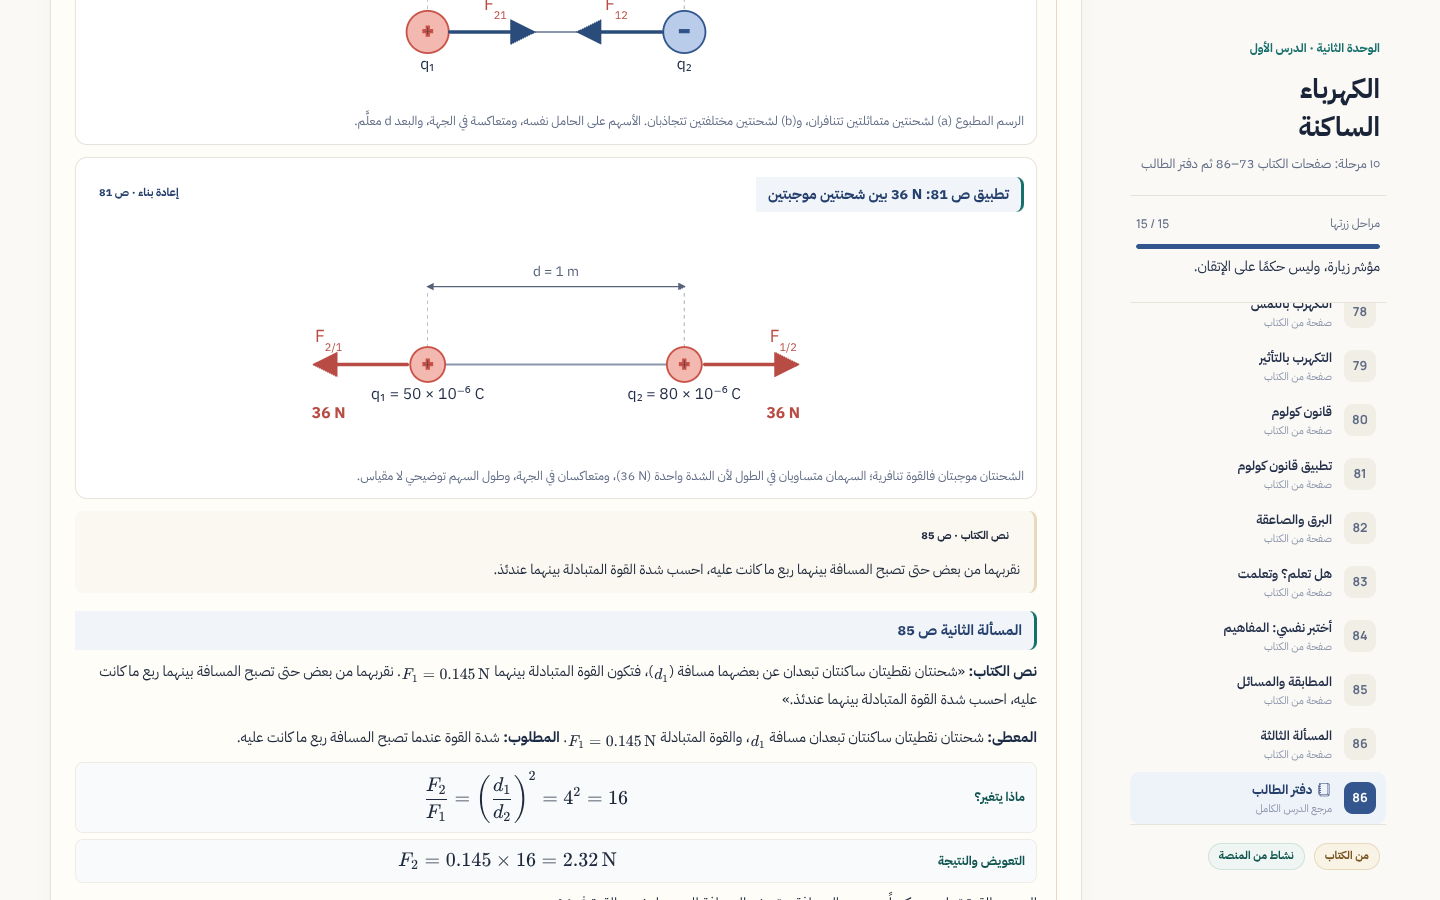 الوحدة الثانية · الدرس الأول
الكهرباء
الساكنة
١٥ مرحلة: صفحات الكتاب 73–86 ثم دفتر الطالب
مراحل زرتها
15 / 15
مؤشر زيارة، وليس حكمًا على الإتقان.
78
التكهرب باللمس
صفحة من الكتاب
79
التكهرب بالتأثير
صفحة من الكتاب
80
قانون كولوم
صفحة من الكتاب
81
تطبيق قانون كولوم
صفحة من الكتاب
82
البرق والصاعقة
صفحة من الكتاب
83
هل تعلم؟ وتعلمت
صفحة من الكتاب
84
أختبر نفسي: المفاهيم
صفحة من الكتاب
85
المطابقة والمسائل
صفحة من الكتاب
86
المسألة الثالثة
صفحة من الكتاب
86
دفتر الطالب
مرجع الدرس الكامل
من الكتاب
نشاط من المنصة
F21
F12
+
−
q₁
q₂
الرسم المطبوع (a) لشحنتين متماثلتين تتنافران، و(b) لشحنتين مختلفتين تتجاذبان. الأسهم على الحامل نفسه، ومتعاكسة في الجهة، والبعد d معلَّم.
تطبيق ص 81: 36 N بين شحنتين موجبتين
إعادة بناء · ص 81
d = 1 m
F2/1
F1/2
+
+
q₁ = 50 × 10⁻⁶ C
q₂ = 80 × 10⁻⁶ C
36 N
36 N
الشحنتان موجبتان فالقوة تنافرية؛ السهمان متساويان في الطول لأن الشدة واحدة (36 N)، ومتعاكسان في الجهة، وطول السهم توضيحي لا مقياس.
نص الكتاب · ص 85
نقربهما من بعض حتى تصبح المسافة بينهما ربع ما كانت عليه، احسب شدة القوة المتبادلة بينهما عندئذ.
المسألة الثانية ص 85
نص الكتاب: «شحنتان نقطيتان ساكنتان تبعدان عن بعضهما مسافة (d₁)، فتكون القوة المتبادلة بينهما F₁ = 0.145 N. نقربهما من بعض حتى تصبح المسافة بينهما ربع ما كانت
عليه، احسب شدة القوة المتبادلة بينهما عندئذ.»
المعطى: شحنتان نقطيتان ساكنتان تبعدان مسافة d₁، والقوة المتبادلة F₁ = 0.145 N. المطلوب: شدة القوة عندما تصبح المسافة ربع ما كانت عليه.
ماذا يتغير؟
F₂/F₁ = (d₁/d₂)² = 4² = 16
التعويض والنتيجة
F₂ = 0.145 × 16 = 2.32 N